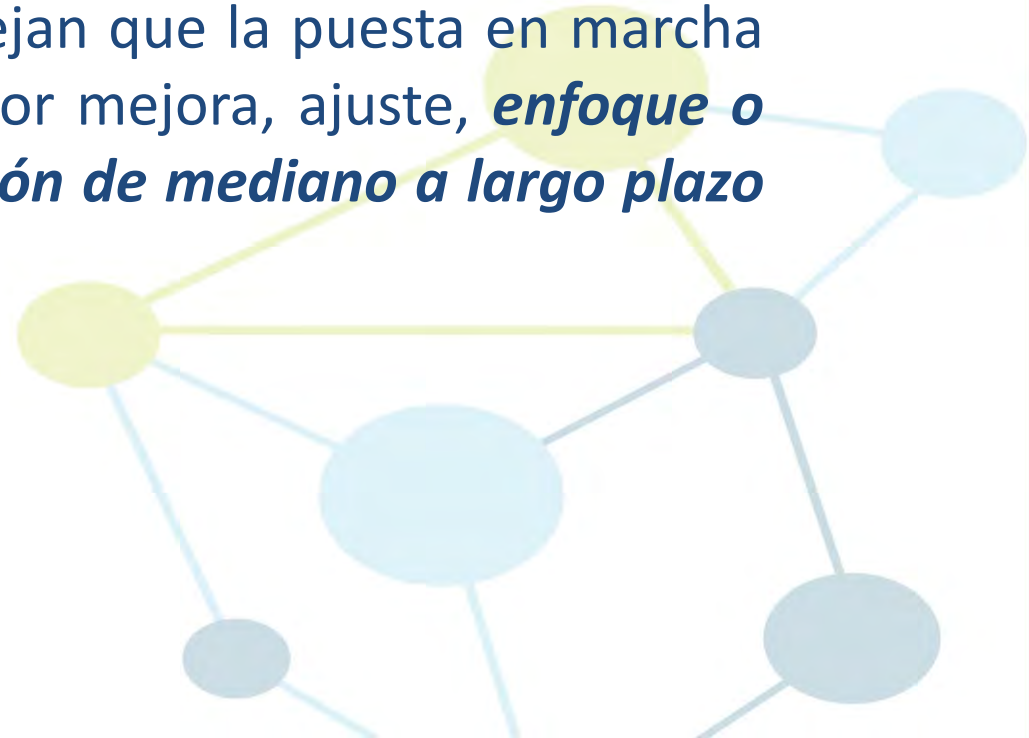 ejan que la puesta en marcha
or mejora, ajuste, enfoque o
ón de mediano a largo plazo